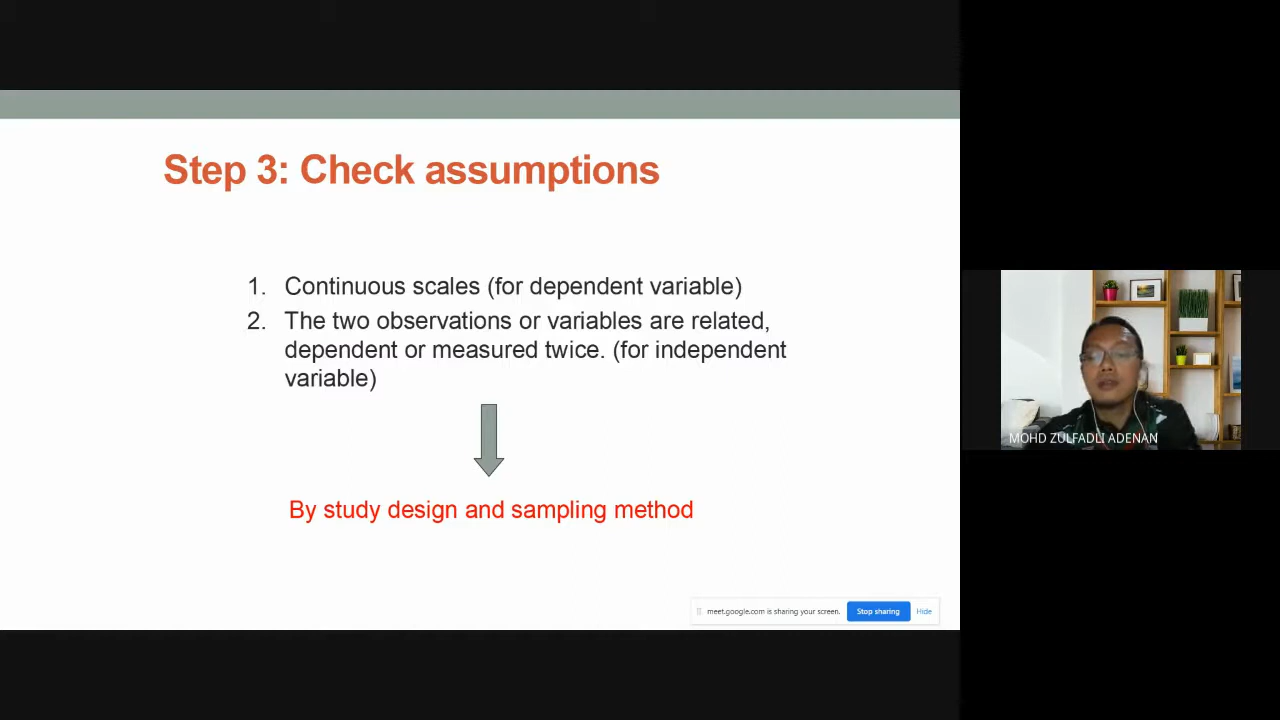 Step 3: Check assumptions
1. Continuous scales (for dependent variable)
2. The two observations or variables are related,
dependent or measured twice. (for independent
variable)
By study design and sampling method
meet.google.com is sharing your screen. Stop sharing Hide
MOHD ZULFADLI ADENAN